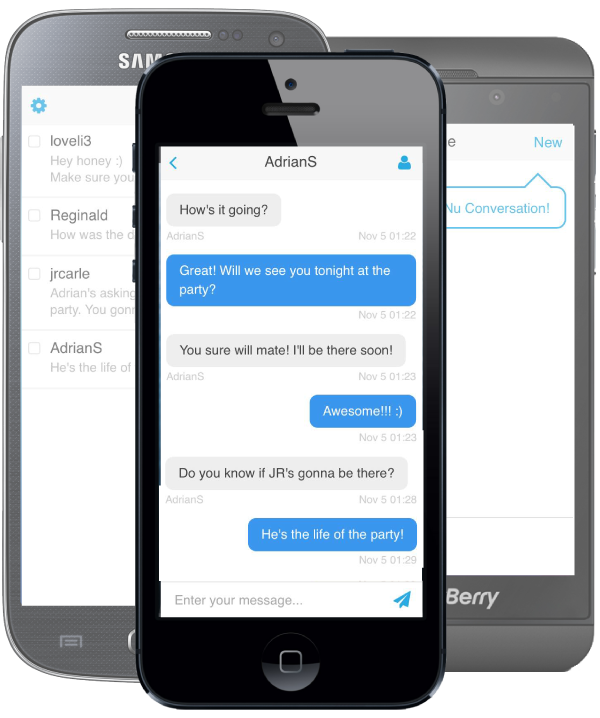 SAM
loveli3
Hey honey :)
Make sure you
Reginald
How was the d
jrcarle
Adrian's asking
party. You gonn
AdrianS
He's the life of
AdrianS
How's it going?
AdrianS Nov 5 01:22
Great! Will we see you tonight at the
party?
Nov 5 01:22
You sure will mate! I'll be there soon!
AdrianS Nov 5 01:23
Awesome!!! :)
Nov 5 01:23
Do you know if JR's gonna be there?
AdrianS Nov 5 01:28
He's the life of the party!
Nov 5 01:29
Enter your message...
e New
Nu Conversation!
Berry